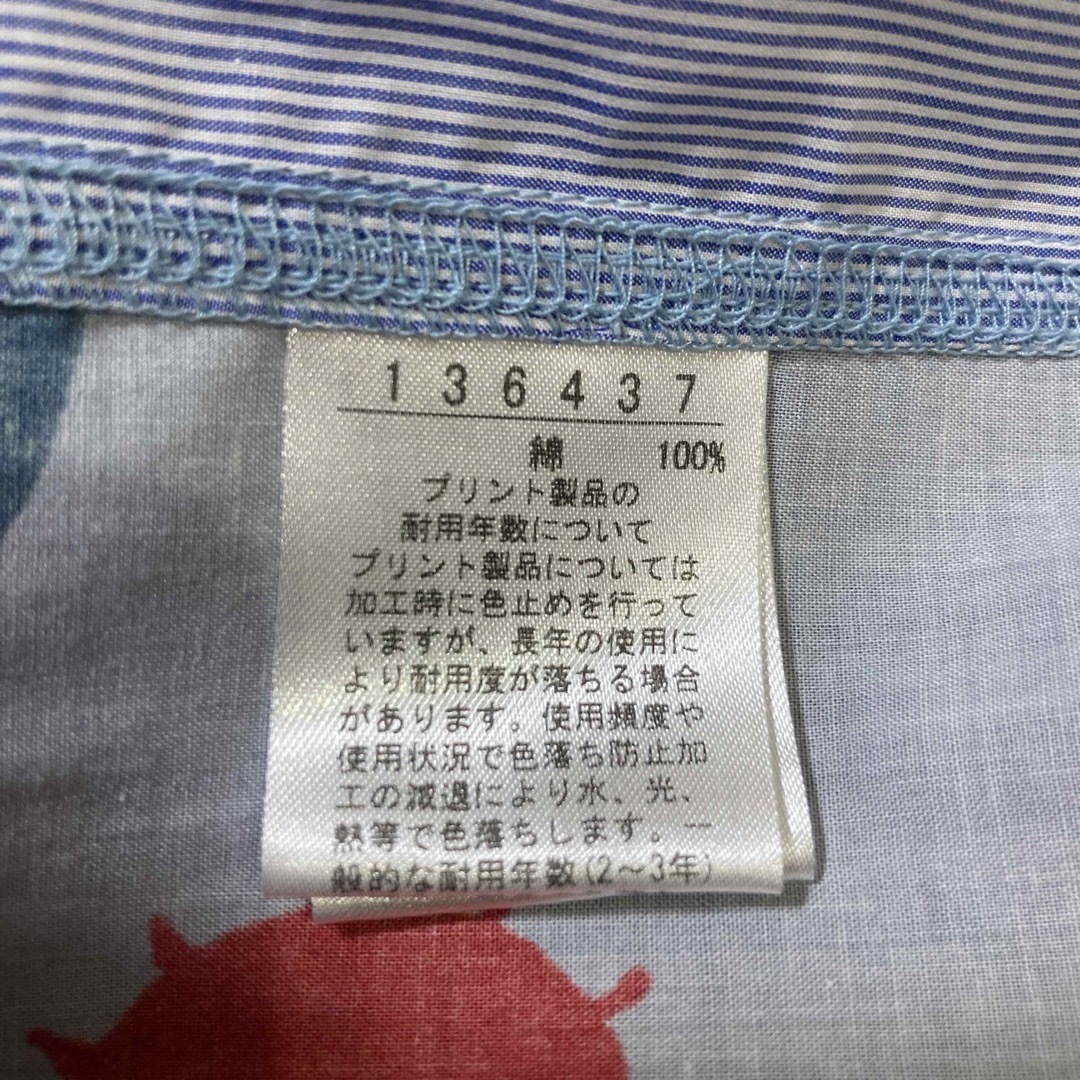 136437
綿 100%
プリント製品の
耐用年数について
プリント製品については
加工時に色止めを行って
いますが、長年の使用に
より耐用度が落ちる場合
があります。使用頻度や
使用状況で色落ち防止加
工の減過により水、光、
熱等で色落ちします。一
般的な耐用年数(2～3年)